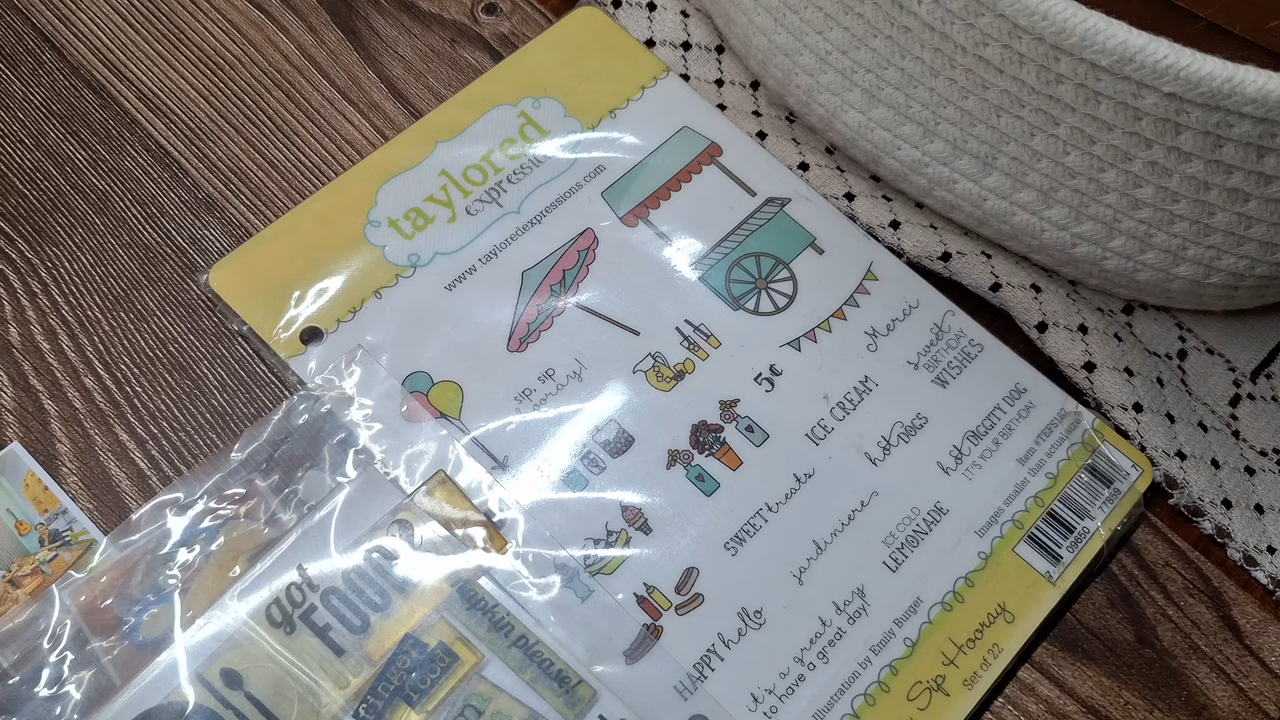 taylored
expressions
www.tayloredexpressions.com
sip, sip
5¢
Merci
sweet
BIRTHDAY
WISHES
ICE CREAM
hot DOGS
hot DIGGITY DOG
IT'S YOUR BIRTHDAY
SWEET treats
jardiniere
ICE COLD
LEMONADE
HAPPY hello
it's a great day
to have
a great day!
Images smaller than actual size
Illustration by Emily Burger
09850
Sip Hooray
Set of 22
got
FOOD?
finger
food
napkin please!